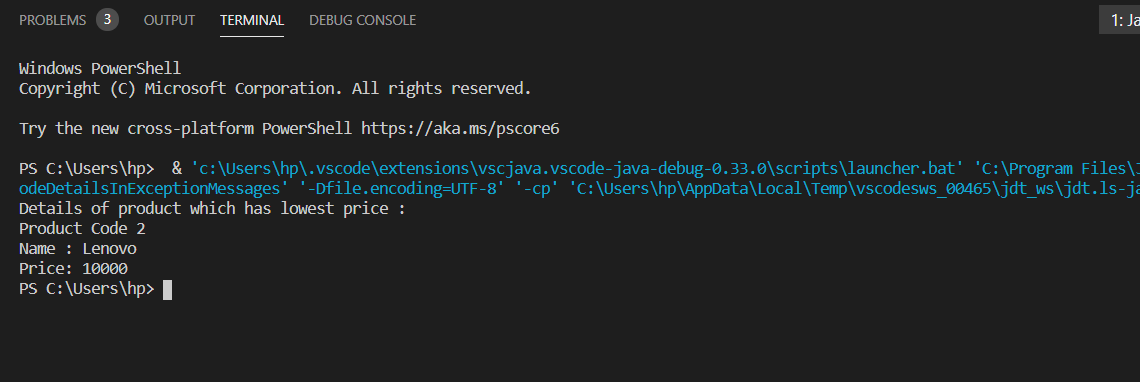 PROBLEMS 3 OUTPUT TERMINAL DEBUG CONSOLE 1: Ja
Windows PowerShell
Copyright (C) Microsoft Corporation. All rights reserved.
Try the new cross-platform PowerShell https://aka.ms/pscore6
PS C:\Users\hp>  & 'c:\Users\hp\.vscode\extensions\vscjava.vscode-java-debug-0.33.0\scripts\launcher.bat' 'C:\Program Files\J
odeDetailsInExceptionMessages' '-Dfile.encoding=UTF-8' '-cp' 'C:\Users\hp\AppData\Local\Temp\vscodesws_00465\jdt_ws\jdt.ls-ja
Details of product which has lowest price :
Product Code 2
Name : Lenovo
Price: 10000
PS C:\Users\hp>